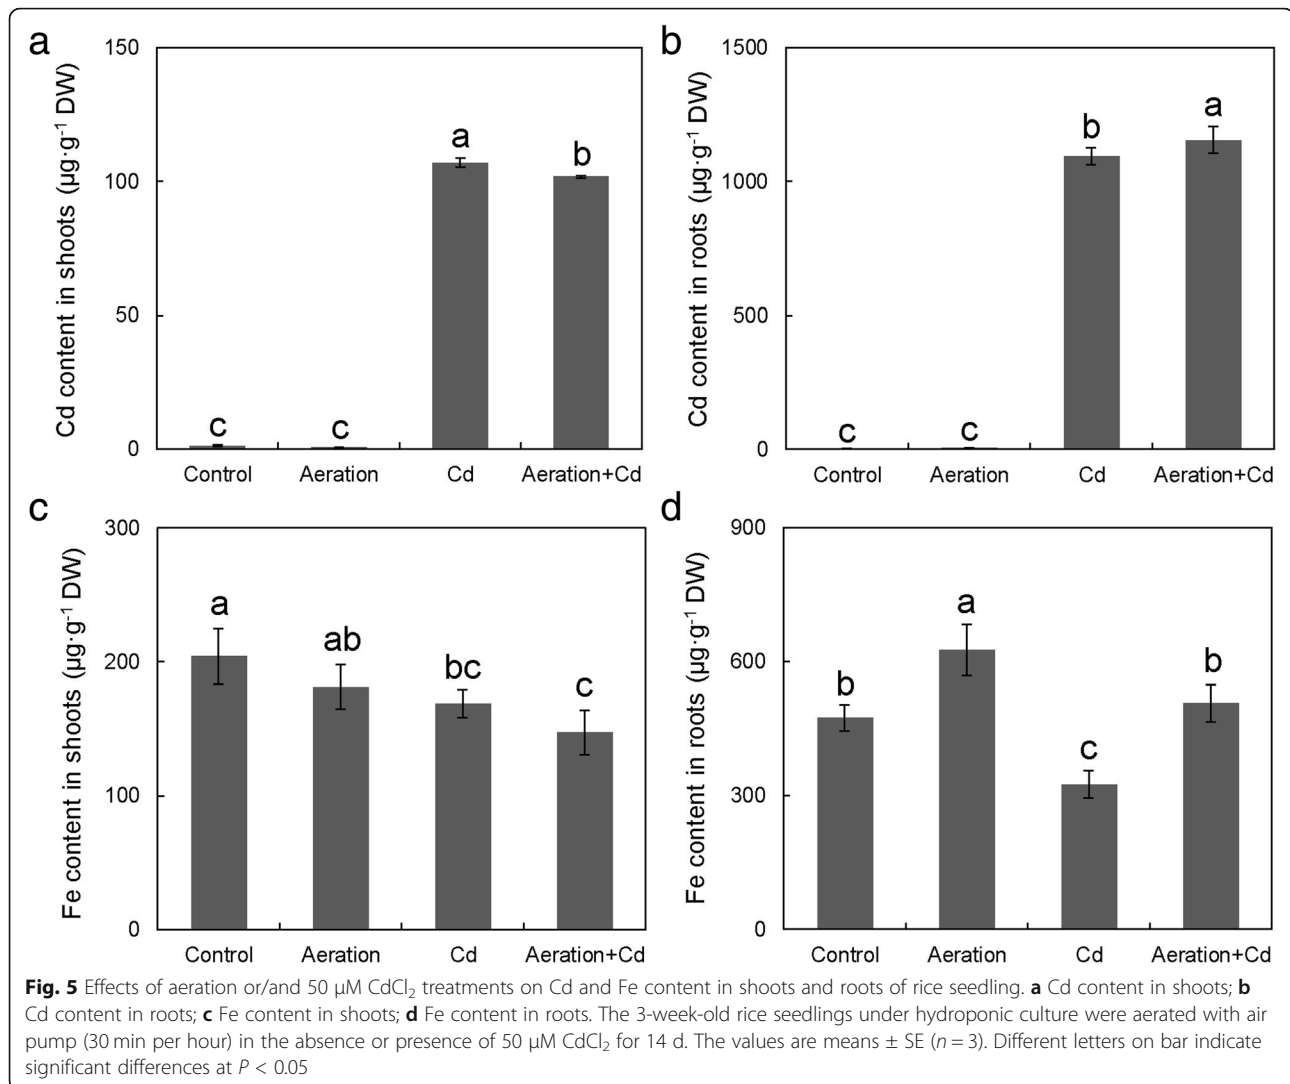 a
150
100
50
0
Cd content in shoots (µg·g⁻¹ DW)
c
c
a
b
Control
Aeration
Cd
Aeration+Cd
b
1500
1000
500
0
Cd content in roots (µg·g⁻¹ DW)
c
c
b
a
Control
Aeration
Cd
Aeration+Cd
c
300
200
100
0
Fe content in shoots (µg·g⁻¹ DW)
a
ab
bc
c
Control
Aeration
Cd
Aeration+Cd
d
900
600
300
0
Fe content in roots (µg·g⁻¹ DW)
b
a
c
b
Control
Aeration
Cd
Aeration+Cd
Fig. 5 Effects of aeration or/and 50 μM CdCl₂ treatments on Cd and Fe content in shoots and roots of rice seedling. a Cd content in shoots; b
Cd content in roots; c Fe content in shoots; d Fe content in roots. The 3-week-old rice seedlings under hydroponic culture were aerated with air
pump (30 min per hour) in the absence or presence of 50 μM CdCl₂ for 14 d. The values are means ± SE (n = 3). Different letters on bar indicate
significant differences at P < 0.05